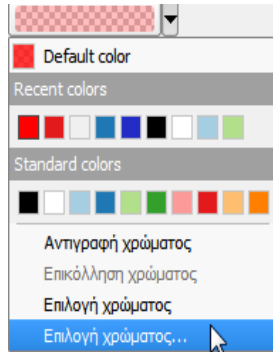 Default color
Recent colors
Standard colors
Αντιγραφή χρώματος
Επικόλληση χρώματος
Επιλογή χρώματος
Επιλογή χρώματος...